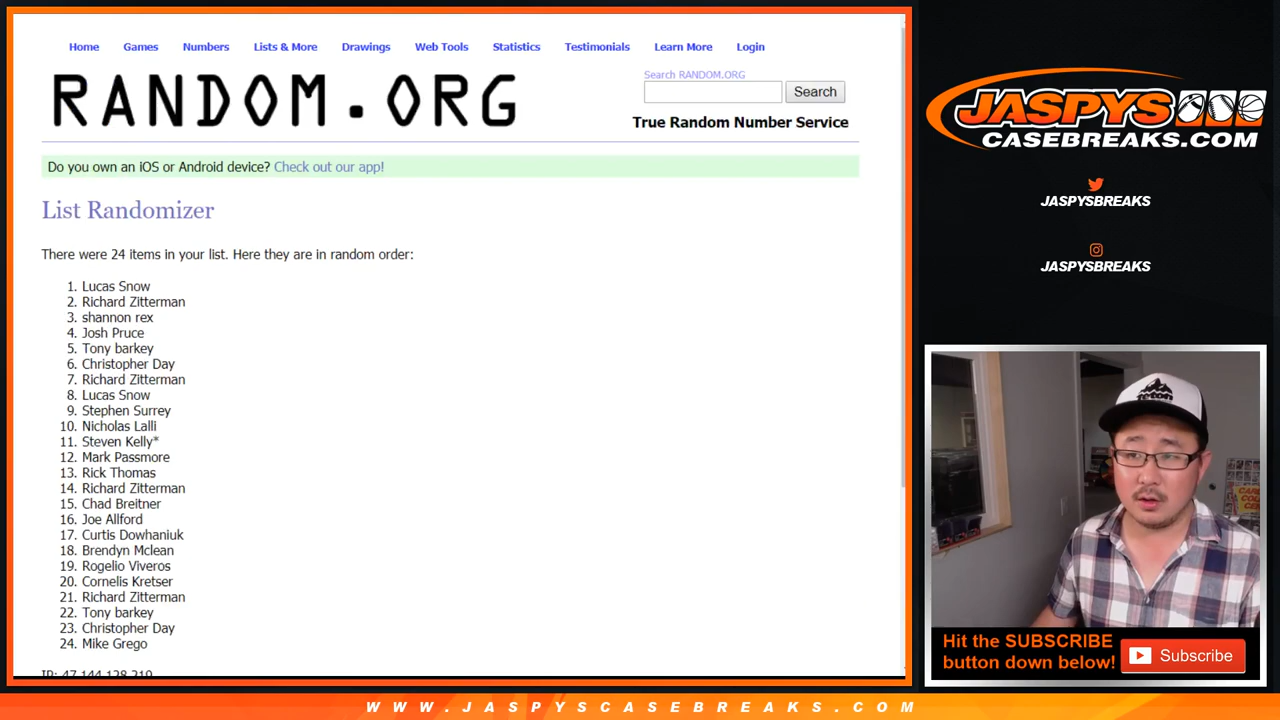 Home Games Numbers Lists & More Drawings Web Tools Statistics Testimonials Learn More Login
RANDOM.ORG
Search RANDOM.ORG
Search
True Random Number Service
Do you own an iOS or Android device? Check out our app!
List Randomizer
There were 24 items in your list. Here they are in random order:
1. Lucas Snow
2. Richard Zitterman
3. shannon rex
4. Josh Pruce
5. Tony barkey
6. Christopher Day
7. Richard Zitterman
8. Lucas Snow
9. Stephen Surrey
10. Nicholas Lalli
11. Steven Kelly*
12. Mark Passmore
13. Rick Thomas
14. Richard Zitterman
15. Chad Breitner
16. Joe Allford
17. Curtis Dowhaniuk
18. Brendyn Mclean
19. Rogelio Viveros
20. Cornelis Kretser
21. Richard Zitterman
22. Tony barkey
23. Christopher Day
24. Mike Grego
IP: 47.144.128.219
JASPYS
CASEBREAKS.COM
JASPYSBREAKS
JASPYSBREAKS
Hit the SUBSCRIBE
button down below!
Subscribe
WWW.JASPYSCASEBREAKS.COM